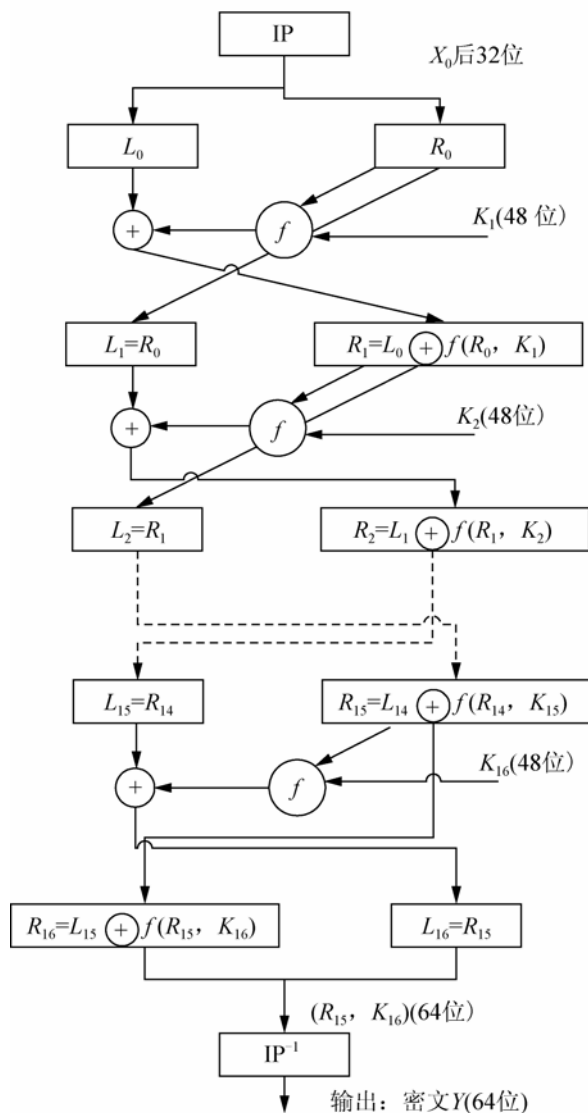 IP
X₀后32位
L₀
R₀
+
f
K₁(48 位)
L₁=R₀
R₁=L₀ + f(R₀，K₁)
+
f
K₂(48位)
L₂=R₁
R₂=L₁ + f(R₁，K₂)
L₁₅=R₁₄
R₁₅=L₁₄ + f(R₁₄，K₁₅)
+
f
K₁₆(48位)
R₁₆=L₁₅ + f(R₁₅，K₁₆)
L₁₆=R₁₅
(R₁₅，K₁₆)(64位)
IP⁻¹
输出：密文Y(64位)